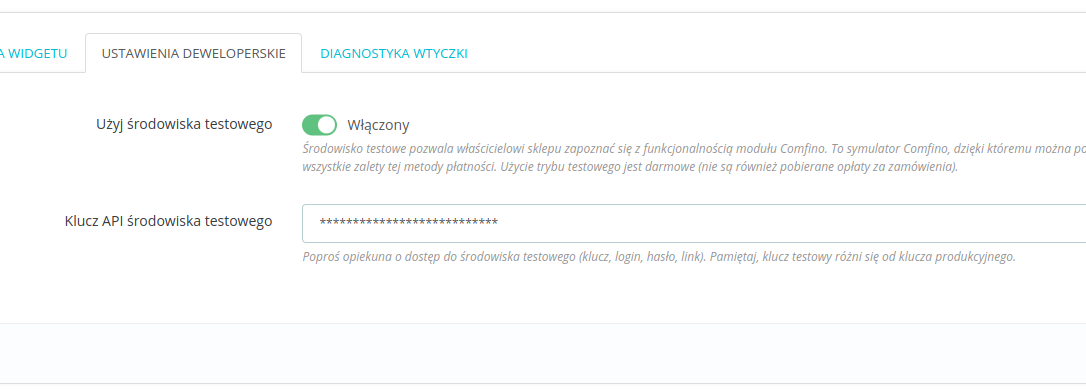 A WIDGETU
USTAWIENIA DEWELOPERSKIE
DIAGNOSTYKA WTYCZKI
Użyj środowiska testowego
Włączony
Środowisko testowe pozwala właścicielowi sklepu zapoznać się z funkcjonalnością modułu Comfino. To symulator Comfino, dzięki któremu można po
wszystkie zalety tej metody płatności. Użycie trybu testowego jest darmowe (nie są również pobierane opłaty za zamówienia).
Klucz API środowiska testowego
***************************
Poproś opiekuna o dostęp do środowiska testowego (klucz, login, hasło, link). Pamiętaj, klucz testowy różni się od klucza produkcyjnego.